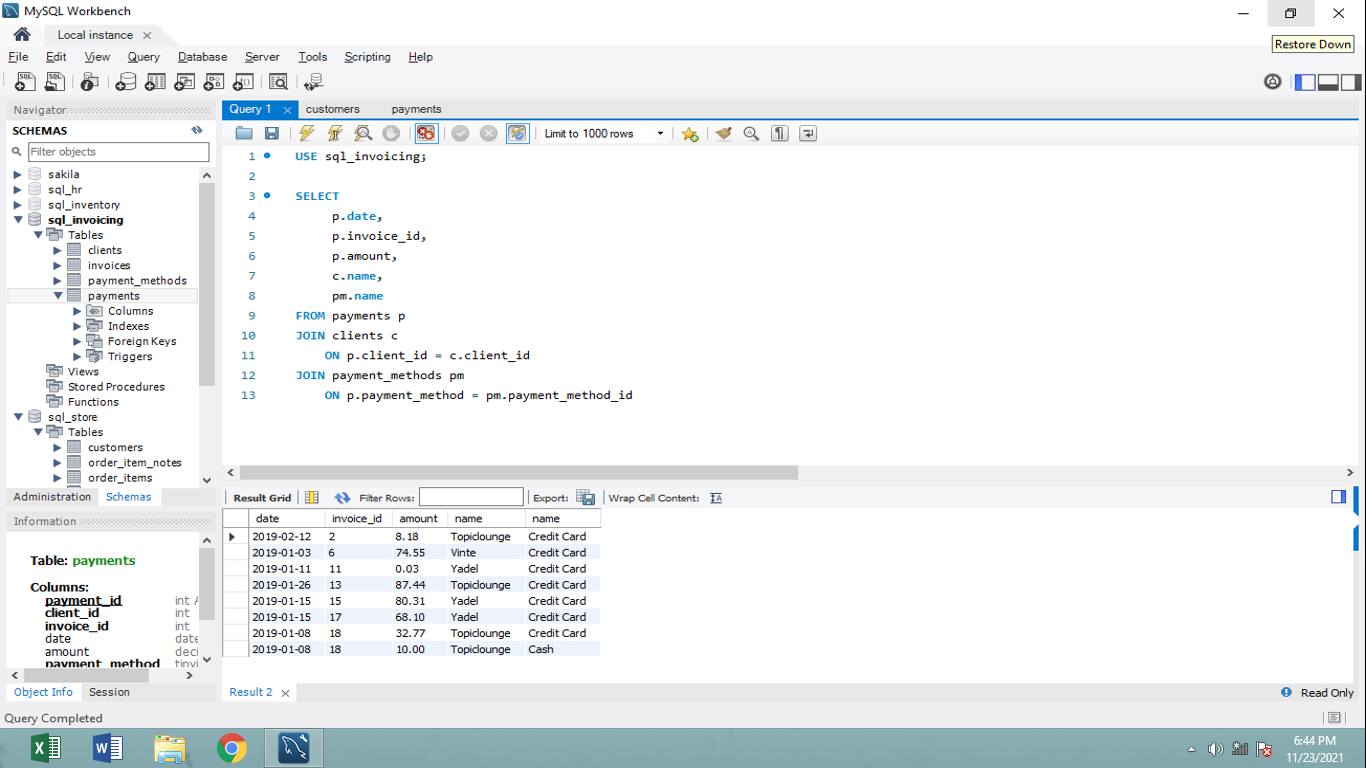 MySQL Workbench
Local instance
Restore Down
File Edit View Query Database Server Tools Scripting Help
Navigator
SCHEMAS
Filter objects
sakila
sql_hr
sql_inventory
sql_invoicing
Tables
clients
invoices
payment_methods
payments
Columns
Indexes
Foreign Keys
Triggers
Views
Stored Procedures
Functions
sql_store
Tables
customers
order_item_notes
order_items
Administration Schemas
Information
Table: payments
Columns:
payment_id int A
client_id int
invoice_id int
date date
amount deci
payment_method tinyi
Object Info Session
Query 1 customers payments
Limit to 1000 rows
1 USE sql_invoicing;
2
3 SELECT
4 p.date,
5 p.invoice_id,
6 p.amount,
7 c.name,
8 pm.name
9 FROM payments p
10 JOIN clients c
11 ON p.client_id = c.client_id
12 JOIN payment_methods pm
13 ON p.payment_method = pm.payment_method_id
Result Grid Filter Rows: Export: Wrap Cell Content:
date invoice_id amount name name
2019-02-12 2 8.18 Topiclounge Credit Card
2019-01-03 6 74.55 Vinte Credit Card
2019-01-11 11 0.03 Yadel Credit Card
2019-01-26 13 87.44 Topiclounge Credit Card
2019-01-15 15 80.31 Yadel Credit Card
2019-01-15 17 68.10 Yadel Credit Card
2019-01-08 18 32.77 Topiclounge Credit Card
2019-01-08 18 10.00 Topiclounge Cash
Result 2 Read Only
Query Completed
6:44 PM
11/23/2021